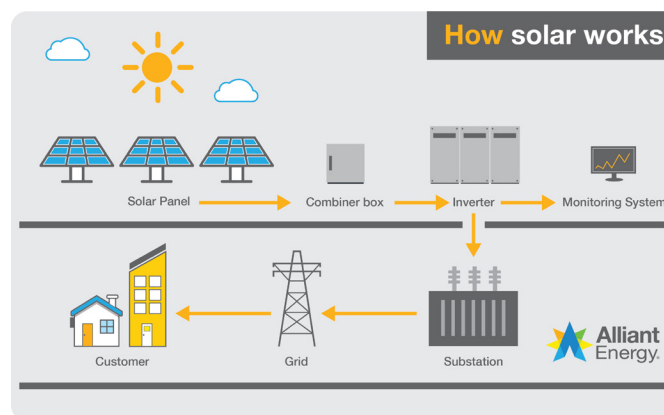 How solar works
Solar Panel
Combiner box
Inverter
Monitoring System
Customer
Grid
Substation
Alliant
Energy®